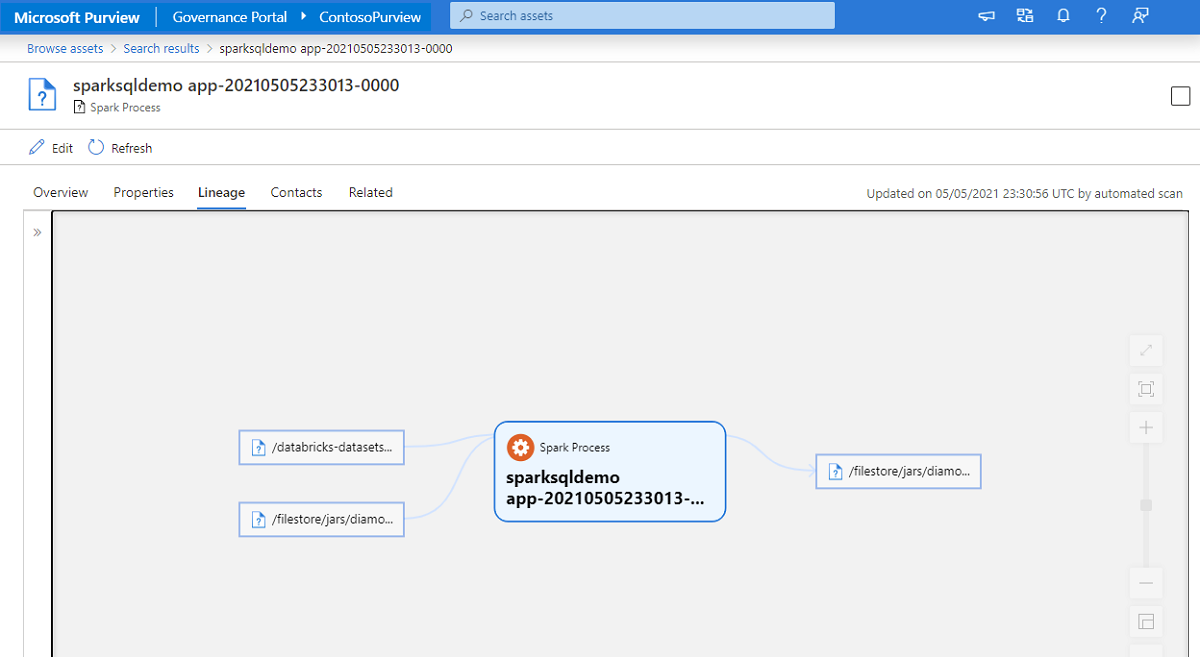 Microsoft Purview Governance Portal ContosoPurview Search assets
Browse assets > Search results > sparksqldemo app-20210505233013-0000
sparksqldemo app-20210505233013-0000
Spark Process
Edit Refresh
Overview Properties Lineage Contacts Related Updated on 05/05/2021 23:30:56 UTC by automated scan
/databricks-datasets...
/filestore/jars/diamo...
Spark Process
sparksqldemo
app-20210505233013-...
/filestore/jars/diamo...